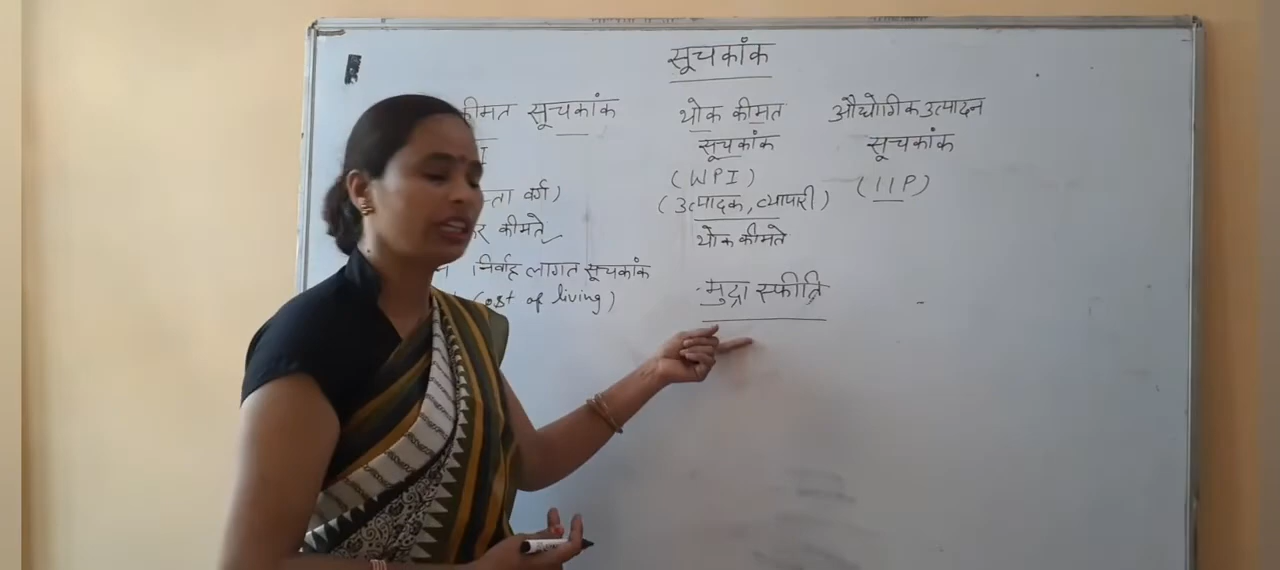 सूचकांक
कीमत सूचकांक
थोक कीमत
सूचकांक
(WPI)
(उत्पादक, व्यापारी)
थोक कीमते
मुद्रा स्फीति
औद्योगिक उत्पादन
सूचकांक
(IIP)
I
वर्ग)
कीमते
निर्वाह लागत सूचकांक
Cost of living)